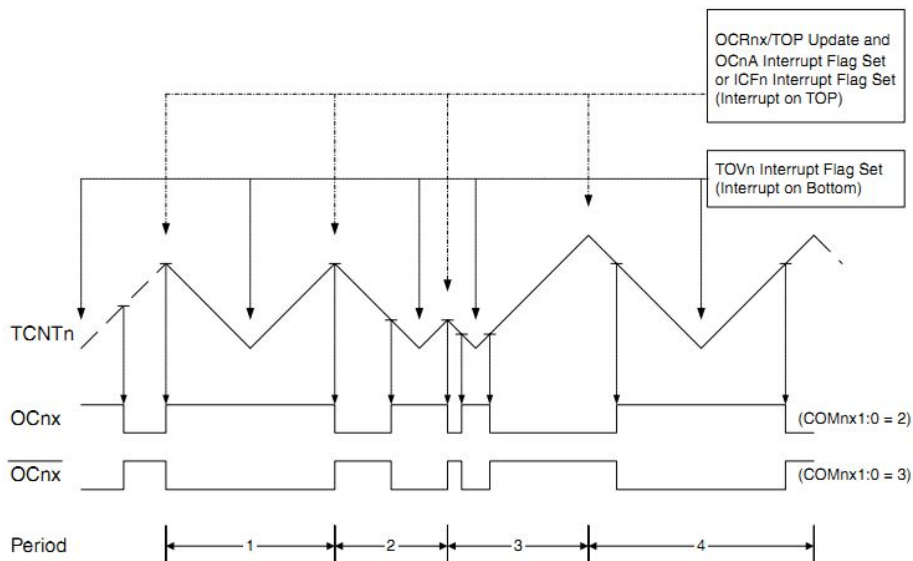 OCRnx/TOP Update and
OCnA Interrupt Flag Set
or ICFn Interrupt Flag Set
(Interrupt on TOP)
TOVn Interrupt Flag Set
(Interrupt on Bottom)
TCNTn
OCnx
(COMnx1:0 = 2)
OCnx
(COMnx1:0 = 3)
Period
1
2
3
4